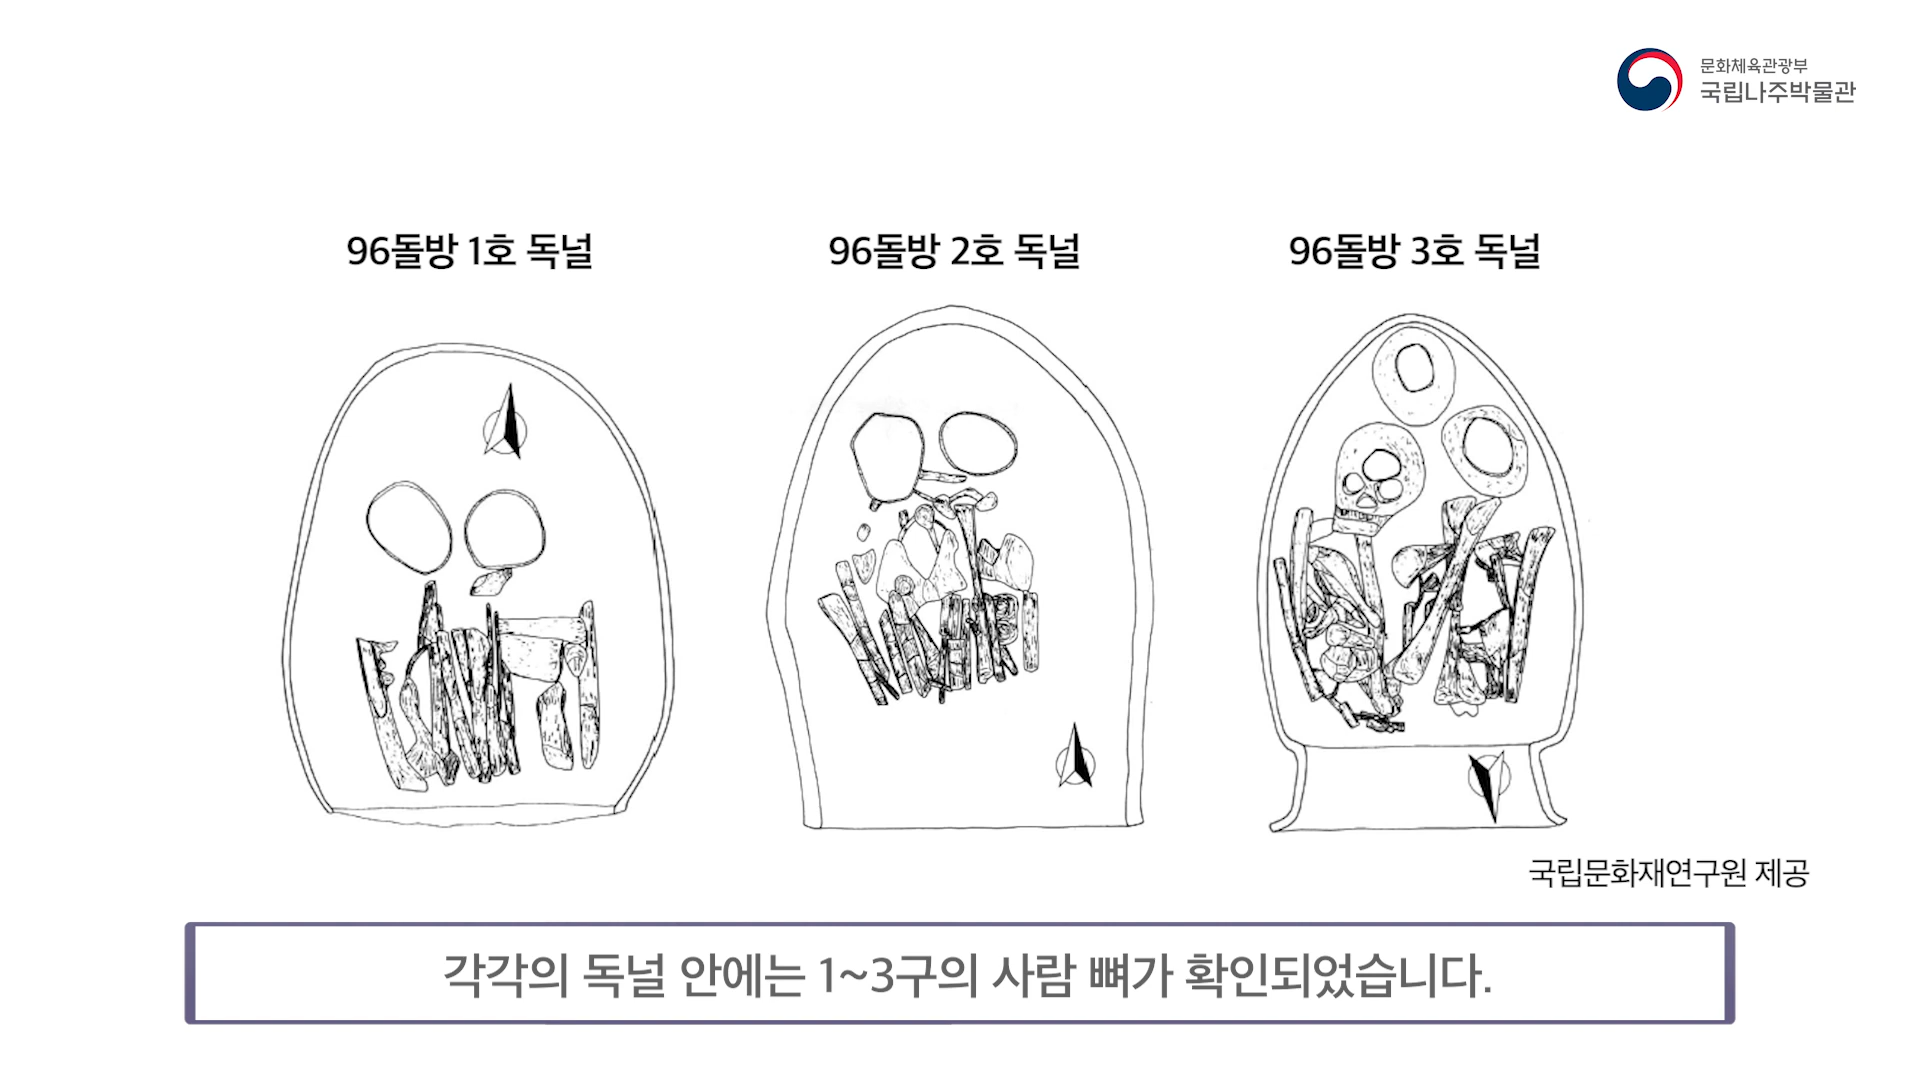 문화체육관광부
국립나주박물관
96돌방 1호 독널
96돌방 2호 독널
96돌방 3호 독널
국립문화재연구원 제공
각각의 독널 안에는 1~3구의 사람 뼈가 확인되었습니다.